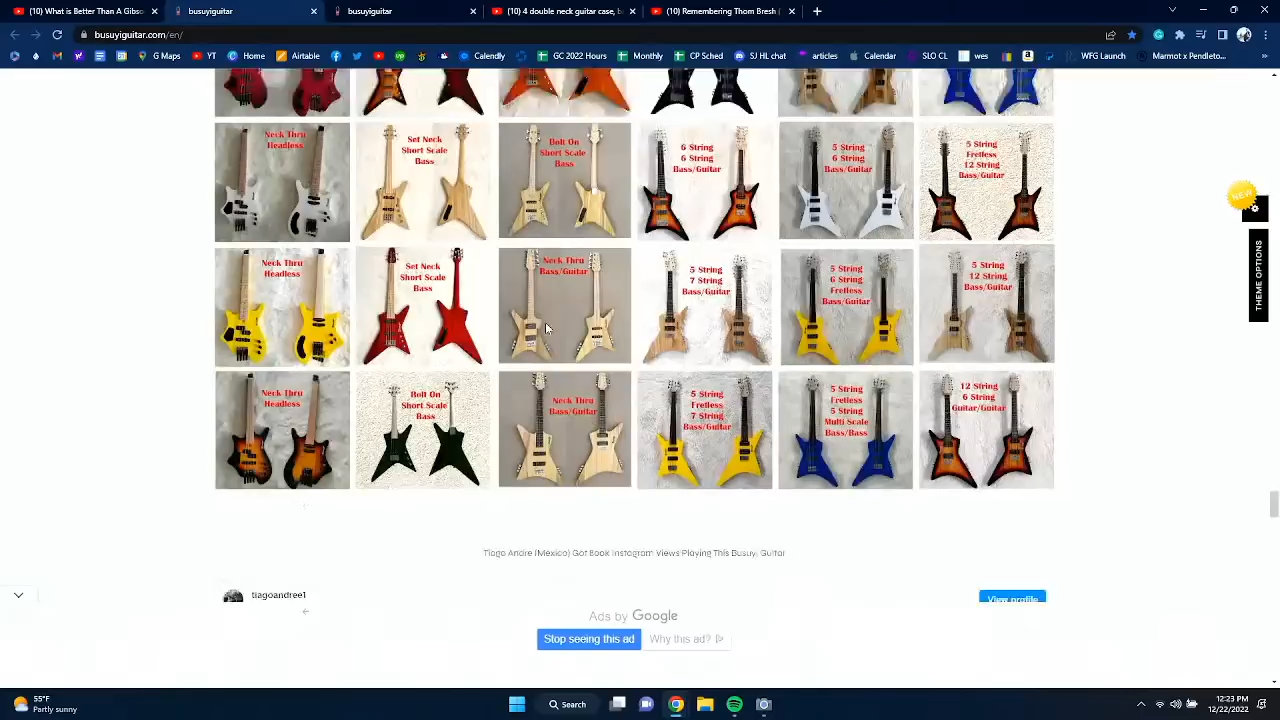 (10) What is Better Than A Gibso
busuyiguitar
busuyiguitar
(10) 4 double neck guitar case, b
(10) Remembering Thom Bresh |
busuyiguitar.com/en/
G Maps
YT
Home
Airtable
Calendly
GC 2022 Hours
Monthly
CP Sched
SJ HL chat
articles
Calendar
SLO CL
wes
WFG Launch
Marmot x Pendleto...
Neck Thru
Headless
Set Neck
Short Scale
Bass
Bolt On
Short Scale
Bass
6 String
6 String
Bass/Guitar
5 String
6 String
Bass/Guitar
5 String
Fretless
12 String
Bass/Guitar
NEW
THEME OPTIONS
Neck Thru
Headless
Set Neck
Short Scale
Bass
Neck Thru
Bass/Guitar
5 String
7 String
Bass/Guitar
5 String
6 String
Fretless
Bass/Guitar
5 String
12 String
Bass/Guitar
Neck Thru
Headless
Bolt On
Short Scale
Bass
Neck Thru
Bass/Guitar
5 String
Fretless
7 String
Bass/Guitar
5 String
Fretless
5 String
Multi Scale
Bass/Bass
12 String
6 String
Guitar/Guitar
Tiago Andre (Mexico) Got 800k Instagram Views Playing This Busuyi Guitar
tiagoandree1
View profile
Ads by Google
Stop seeing this ad
Why this ad?
55°F
Partly sunny
Search
12:23 PM
12/22/2022